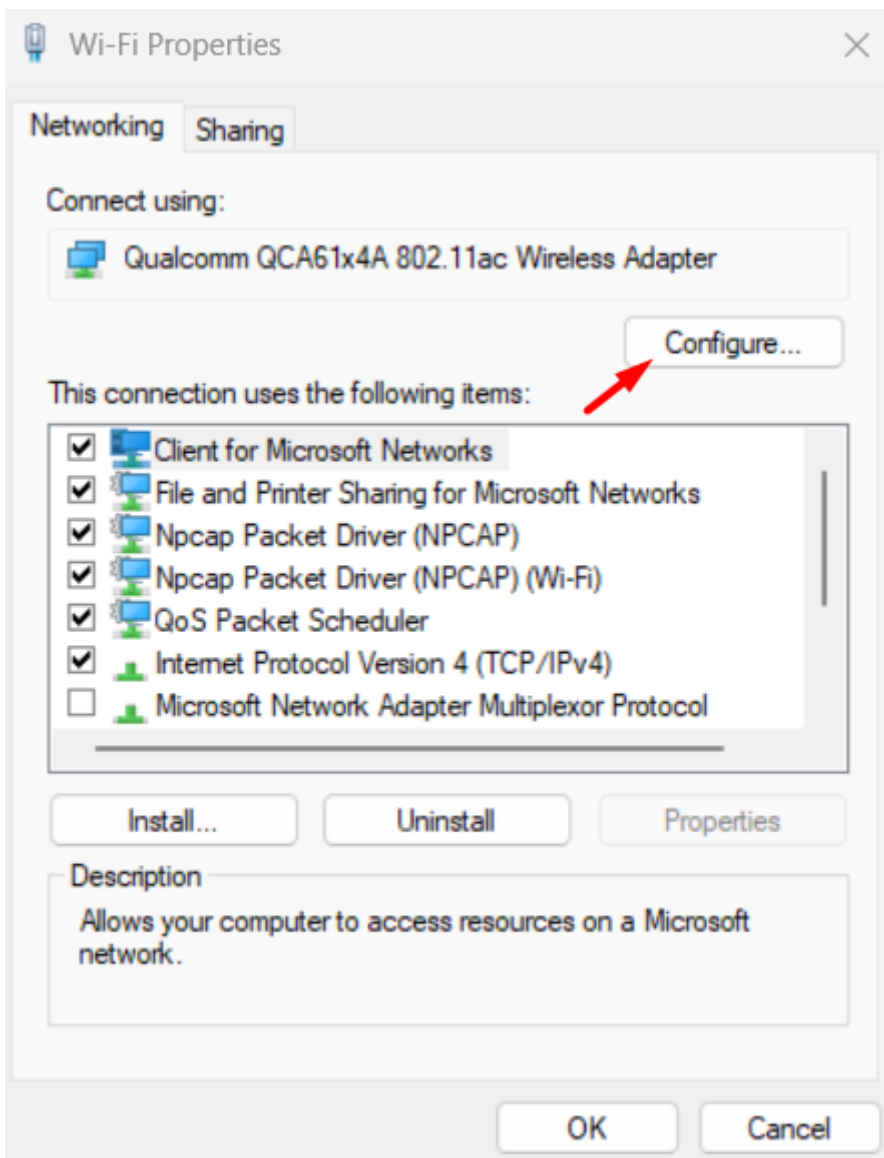 Wi-Fi Properties
Networking
Sharing
Connect using:
Qualcomm QCA61x4A 802.11ac Wireless Adapter
Configure...
This connection uses the following items:
Client for Microsoft Networks
File and Printer Sharing for Microsoft Networks
Npcap Packet Driver (NPCAP)
Npcap Packet Driver (NPCAP) (Wi-Fi)
QoS Packet Scheduler
Internet Protocol Version 4 (TCP/IPv4)
Microsoft Network Adapter Multiplexor Protocol
Install...
Uninstall
Properties
Description
Allows your computer to access resources on a Microsoft
network.
OK
Cancel